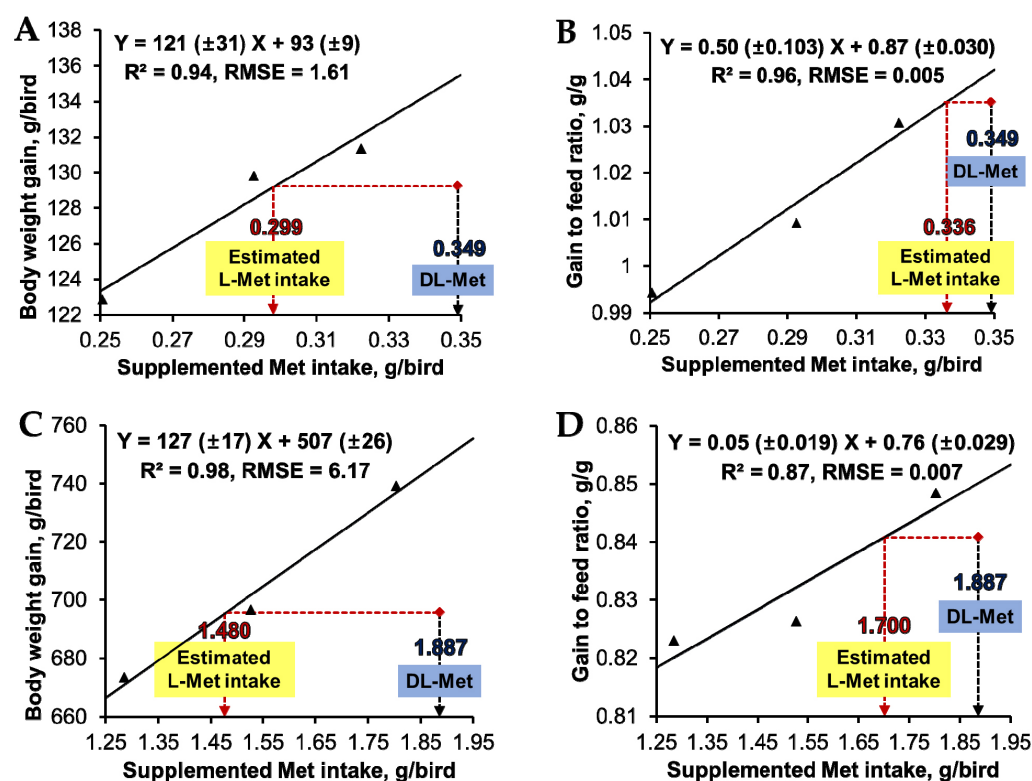 A
Y = 121 (±31) X + 93 (±9)
R² = 0.94, RMSE = 1.61
Body weight gain, g/bird
138
136
134
132
130
128
126
124
122
0.299
Estimated
L-Met intake
0.349
DL-Met
0.25
0.27
0.29
0.31
0.33
0.35
Supplemented Met intake, g/bird
B
Y = 0.50 (±0.103) X + 0.87 (±0.030)
R² = 0.96, RMSE = 0.005
Gain to feed ratio, g/g
1.05
1.04
1.03
1.02
1.01
1
0.99
0.349
DL-Met
0.336
Estimated
L-Met intake
0.25
0.27
0.29
0.31
0.33
0.35
Supplemented Met intake, g/bird
C
Y = 127 (±17) X + 507 (±26)
R² = 0.98, RMSE = 6.17
Body weight gain, g/bird
760
740
720
700
680
660
1.480
Estimated
L-Met intake
1.887
DL-Met
1.25
1.35
1.45
1.55
1.65
1.75
1.85
1.95
Supplemented Met intake, g/bird
D
Y = 0.05 (±0.019) X + 0.76 (±0.029)
R² = 0.87, RMSE = 0.007
Gain to feed ratio, g/g
0.86
0.85
0.84
0.83
0.82
0.81
1.887
DL-Met
1.700
Estimated
L-Met intake
1.25
1.35
1.45
1.55
1.65
1.75
1.85
1.95
Supplemented Met intake, g/bird